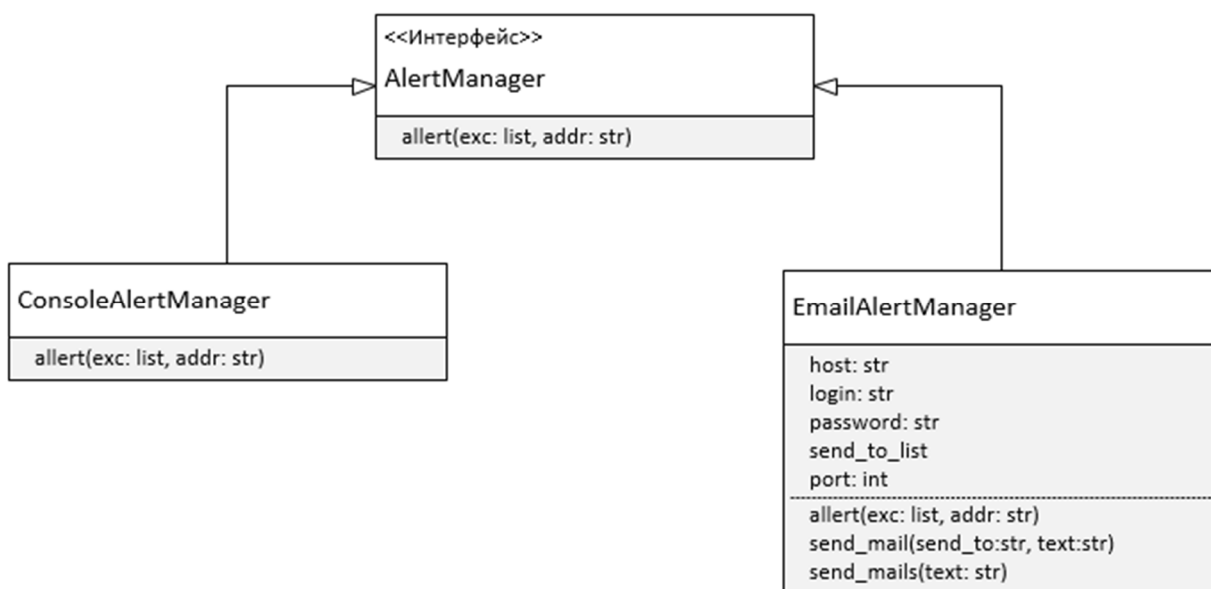 <<Интерфейс>>
AlertManager
allert(exc: list, addr: str)
ConsoleAlertManager
allert(exc: list, addr: str)
EmailAlertManager
host: str
login: str
password: str
send_to_list
port: int
allert(exc: list, addr: str)
send_mail(send_to:str, text:str)
send_mails(text: str)